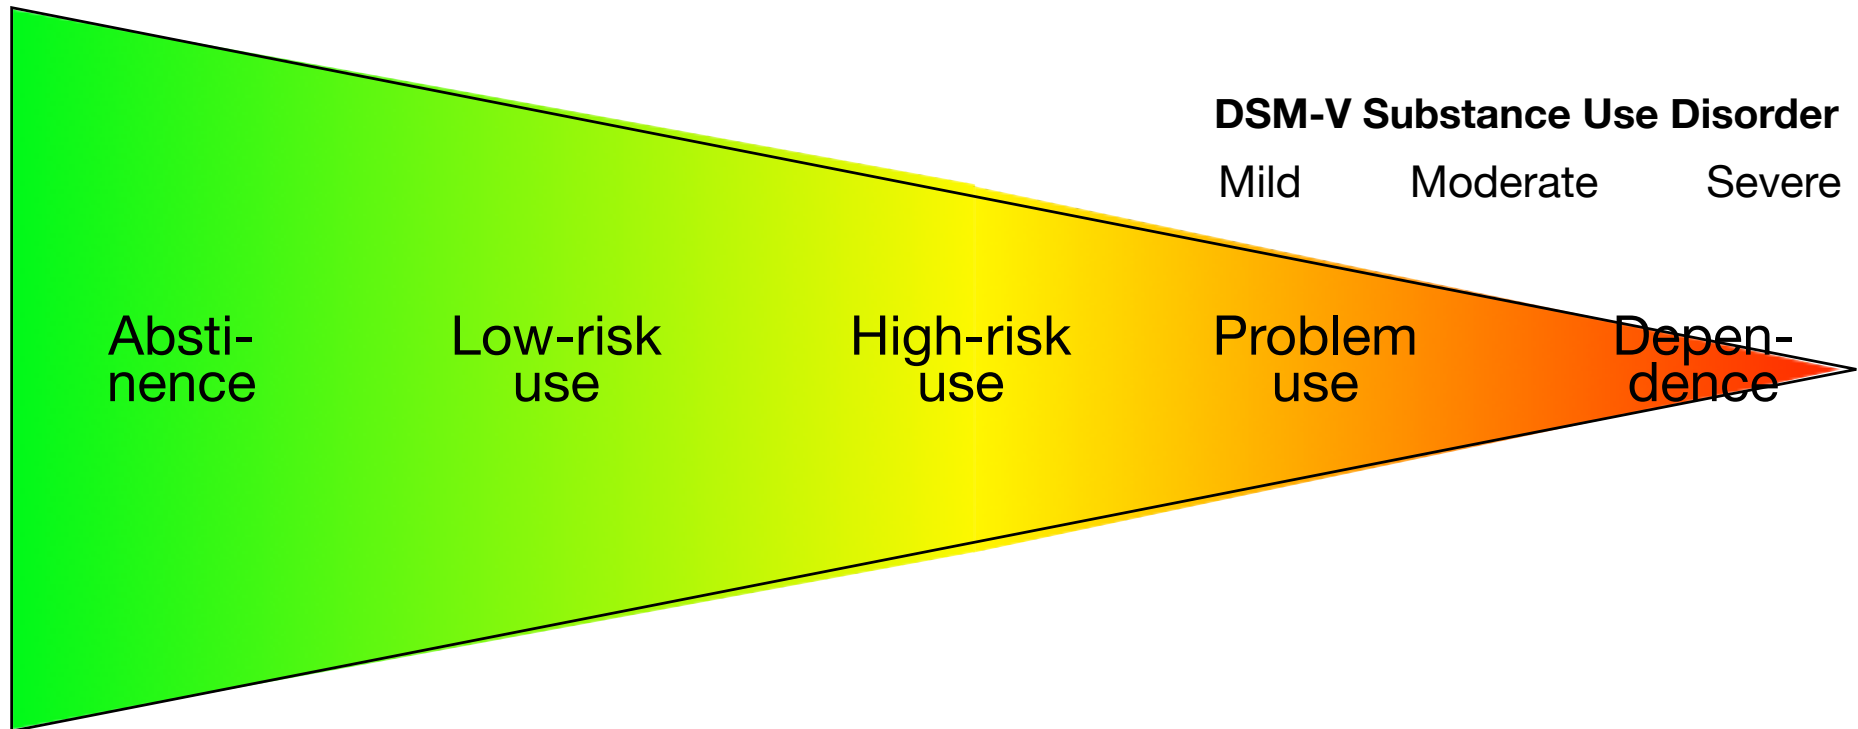 DSM-V Substance Use Disorder
Mild Moderate Severe
Absti-
nence
Low-risk
use
High-risk
use
Problem
use
Depen-
dence